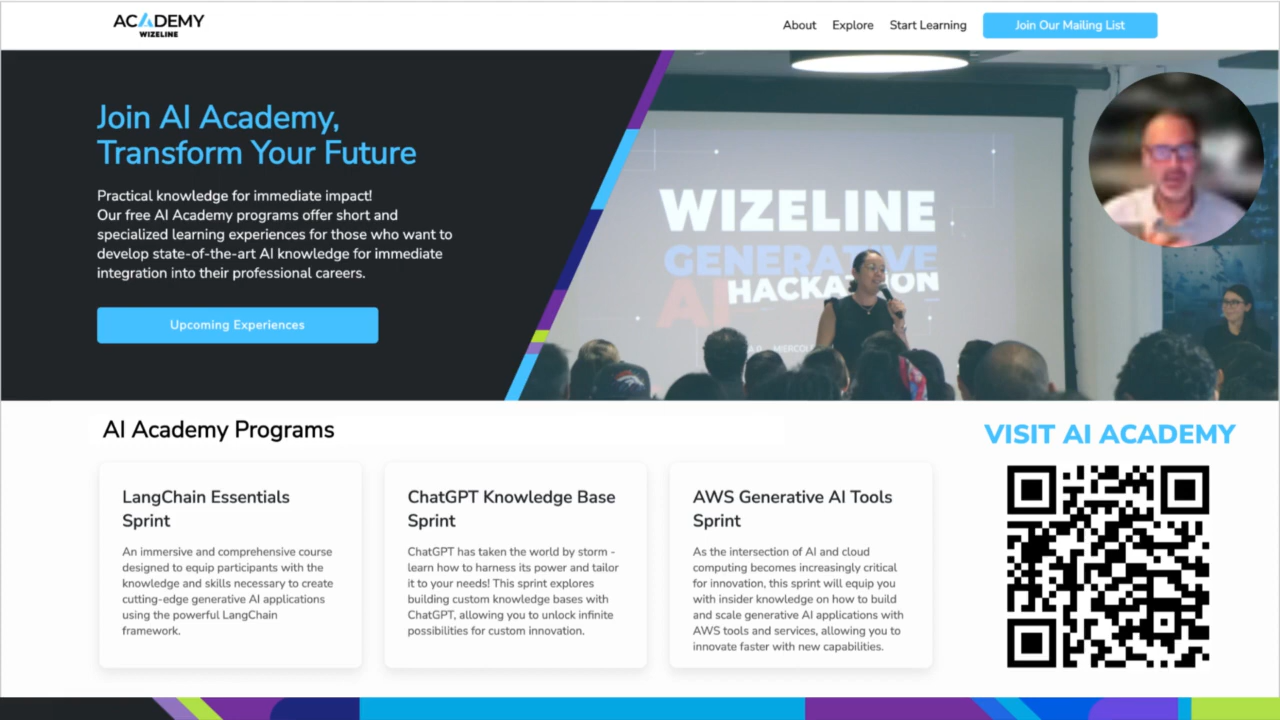 ACADEMY
WIZELINE
About
Explore
Start Learning
Join Our Mailing List
Join AI Academy,
Transform Your Future
Practical knowledge for immediate impact!
Our free AI Academy programs offer short and
specialized learning experiences for those who want to
develop state-of-the-art AI knowledge for immediate
integration into their professional careers.
Upcoming Experiences
WIZELINE
GENERATIVE
AI
AI Academy Programs
VISIT AI ACADEMY
LangChain Essentials
Sprint
An immersive and comprehensive course
designed to equip participants with the
knowledge and skills necessary to create
cutting-edge generative AI applications
using the powerful LangChain
framework.
ChatGPT Knowledge Base
Sprint
ChatGPT has taken the world by storm -
learn how to harness its power and tailor
it to your needs! This sprint explores
building custom knowledge bases with
ChatGPT, allowing you to unlock infinite
possibilities for custom innovation.
AWS Generative AI Tools
Sprint
As the intersection of AI and cloud
computing becomes increasingly critical
for innovation, this sprint will equip you
with insider knowledge on how to build
and scale generative AI applications with
AWS tools and services, allowing you to
innovate faster with new capabilities.